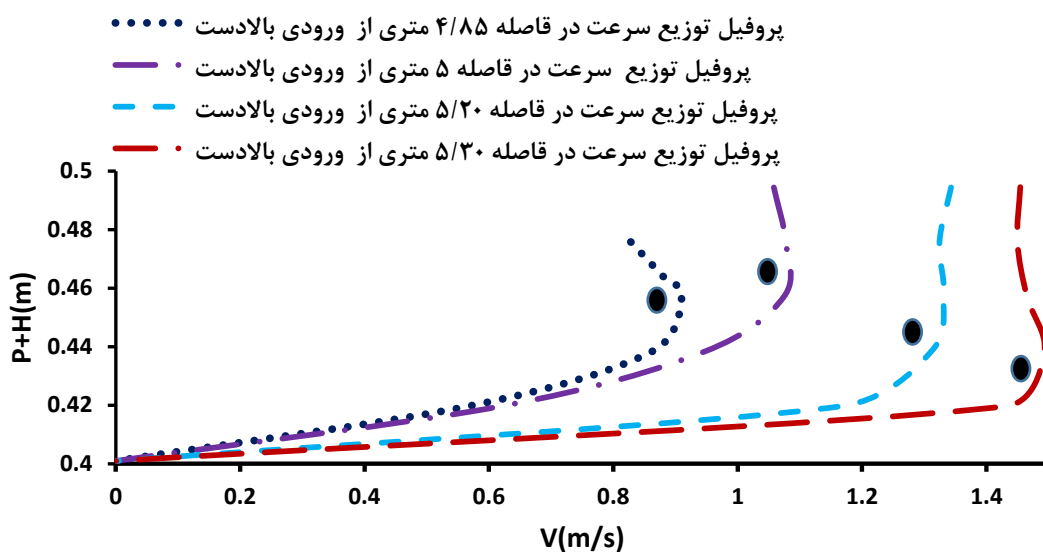 پروفیل توزیع سرعت در قاصله ۴/۸۵ متری از ورودی بالادست
پروفیل توزیع سرعت در قاصله ۵ متری از ورودی بالادست
پروفیل توزیع سرعت در قاصله ۵/۲۰ متری از ورودی بالادست
پروفیل توزیع سرعت در قاصله ۵/۳۰ متری از ورودی بالادست
0.5
0.48
0.46
0.44
0.42
0.4
P+H(m)
0 0.2 0.4 0.6 0.8 1 1.2 1.4
V(m/s)